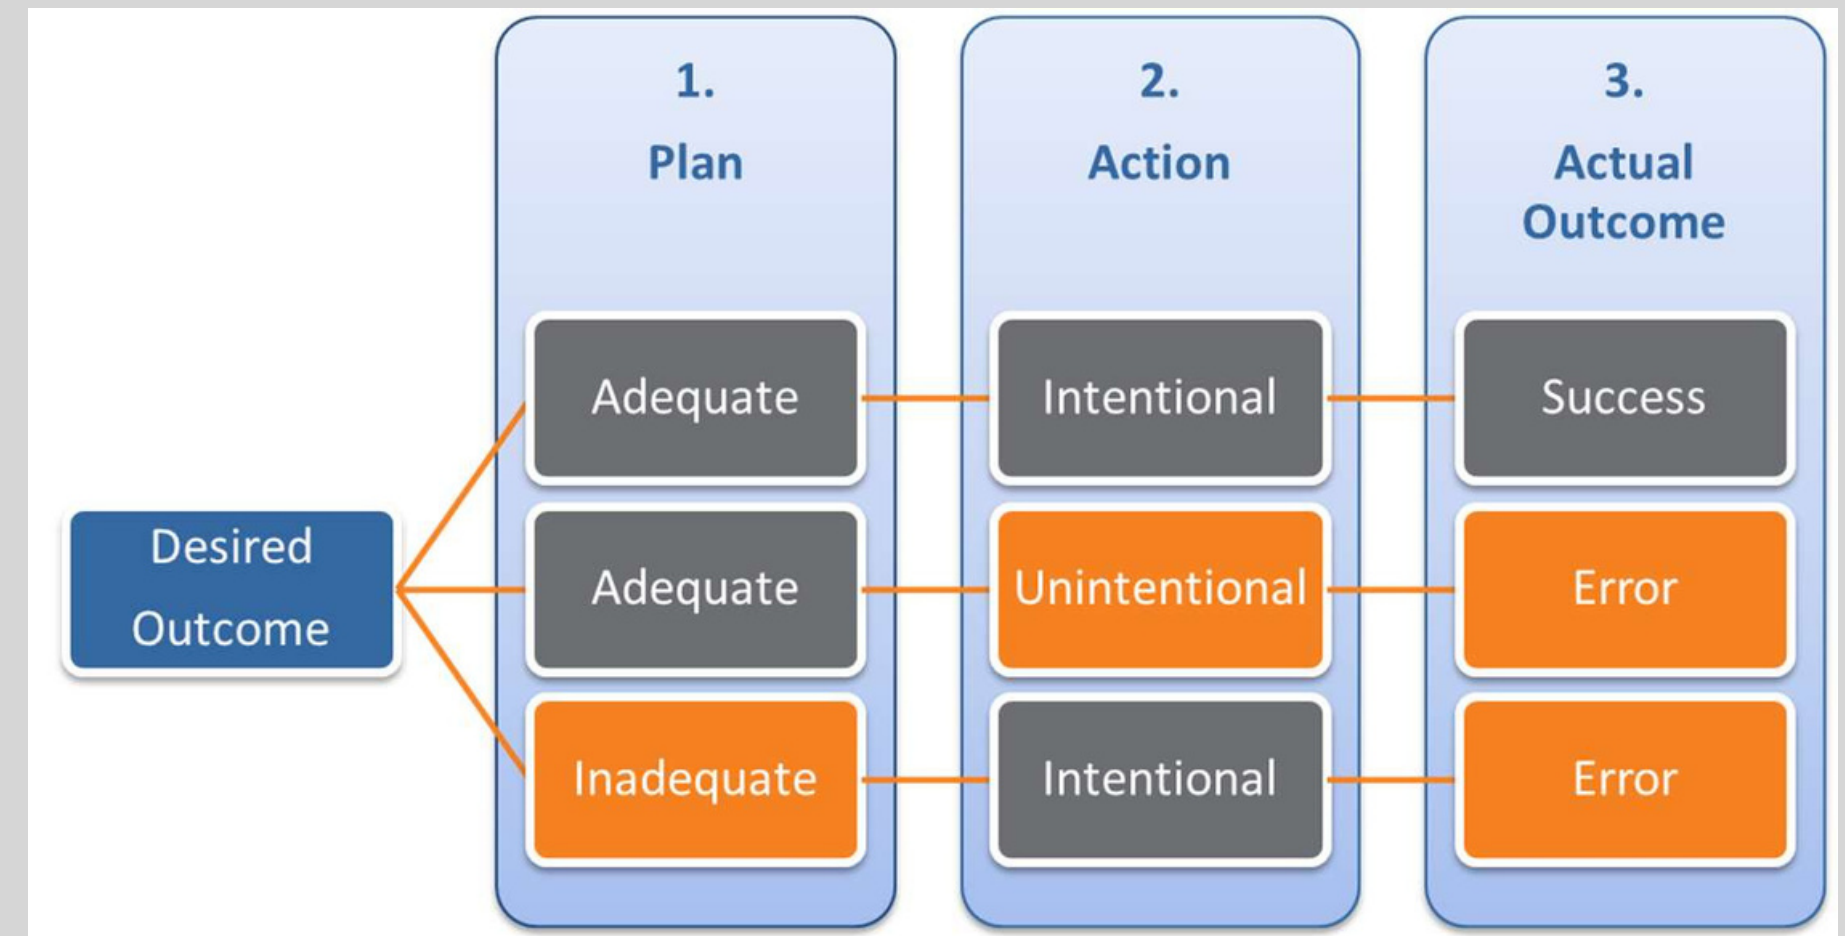 1.
Plan
2.
Action
3.
Actual
Outcome
Desired
Outcome
Adequate
Intentional
Success
Adequate
Unintentional
Error
Inadequate
Intentional
Error